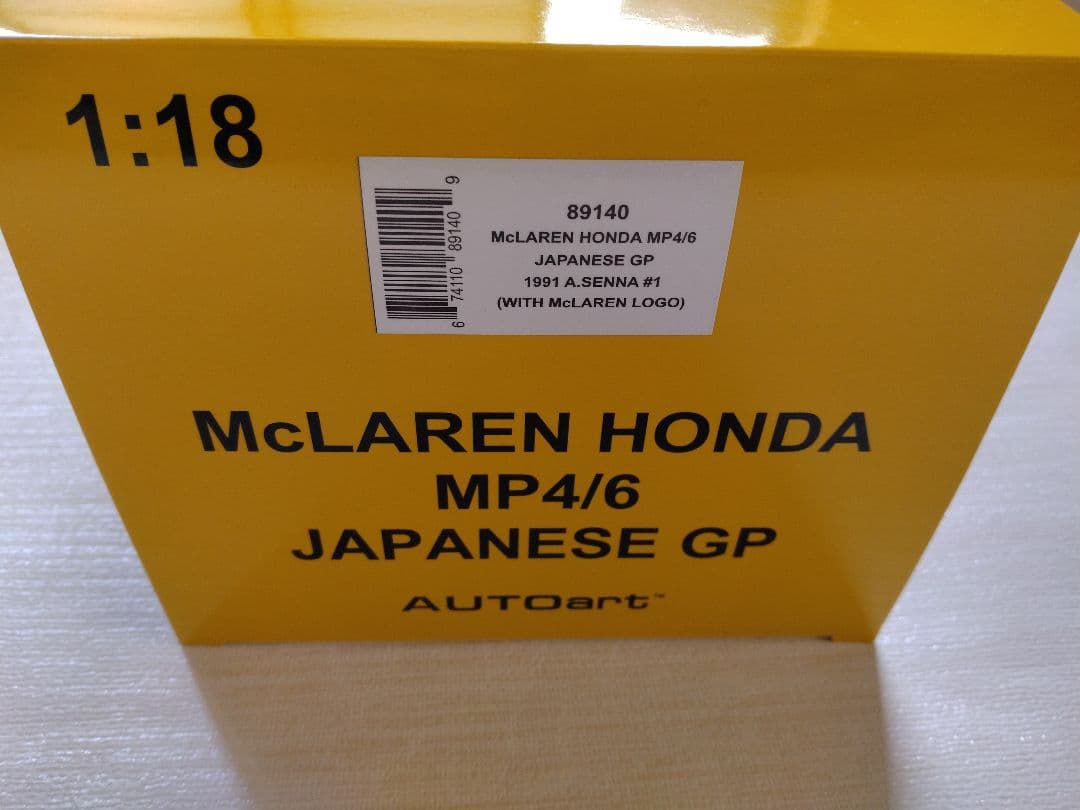 1:18
6 74110 89140 9
89140
McLAREN HONDA MP4/6
JAPANESE GP
1991 A.SENNA #1
(WITH McLAREN LOGO)
McLAREN HONDA
MP4/6
JAPANESE GP
AUTOart™